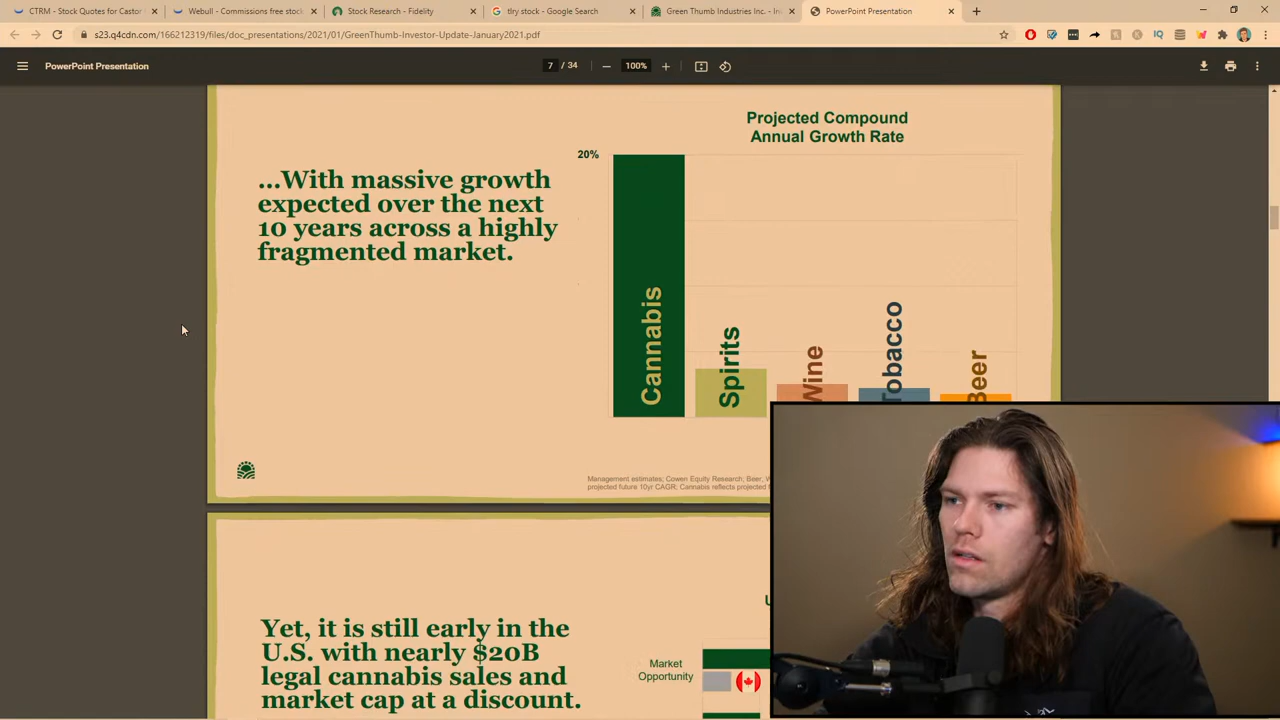 CTRM - Stock Quotes for Castor
Webull - Commissions free stock
Stock Research - Fidelity
tlry stock - Google Search
Green Thumb Industries Inc. - In
PowerPoint Presentation
s23.q4cdn.com/166212319/files/doc_presentations/2021/01/GreenThumb-Investor-Update-January2021.pdf
PowerPoint Presentation
7 / 34
100%
Projected Compound
Annual Growth Rate
20%
...With massive growth
expected over the next
10 years across a highly
fragmented market.
Cannabis
Spirits
Wine
Tobacco
Beer
Management estimates; Cowen Equity Research; Beer, W
projected future 10yr CAGR; Cannabis reflects projected
Yet, it is still early in the
U.S. with nearly $20B
legal cannabis sales and
market cap at a discount.
Market
Opportunity